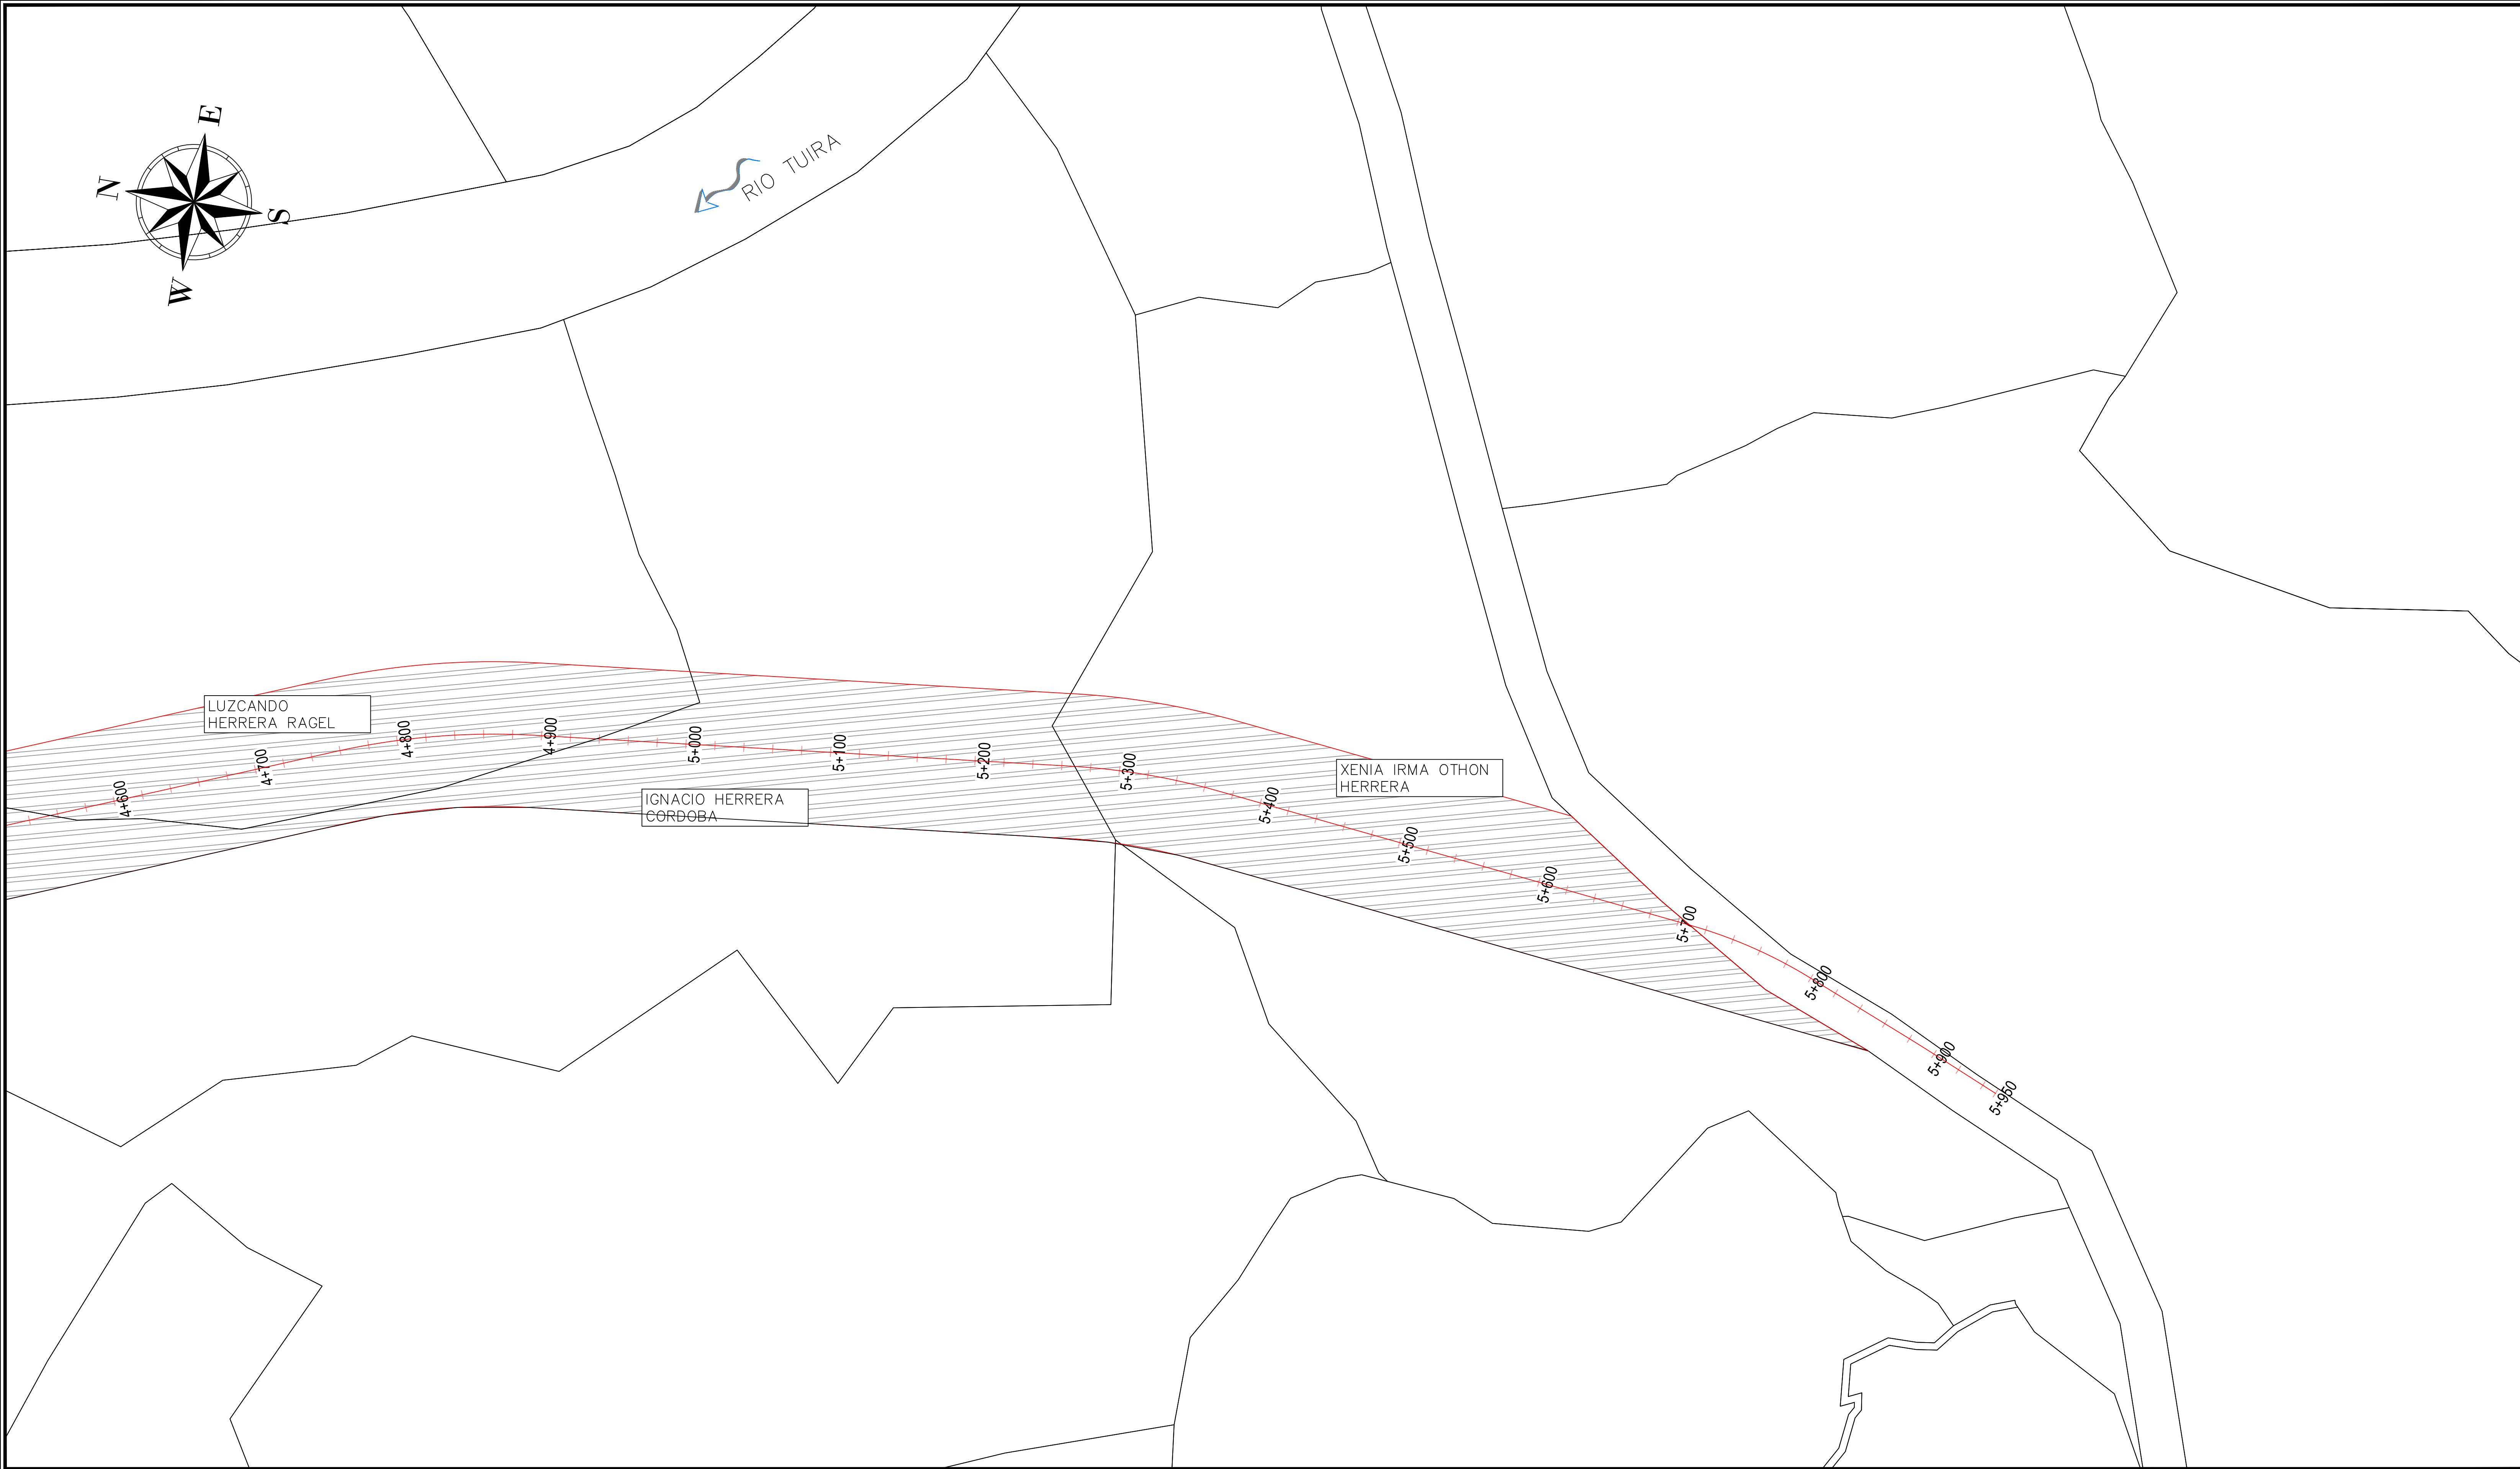 E
N
S
W
RIO TUIRA
LUZCANDO
HERRERA RAGEL
IGNACIO HERRERA
CORDOBA
XENIA IRMA OTHON
HERRERA
4+600
4+700
4+800
4+900
5+000
5+100
5+200
5+300
5+400
5+500
5+600
5+700
5+800
5+900
5+950